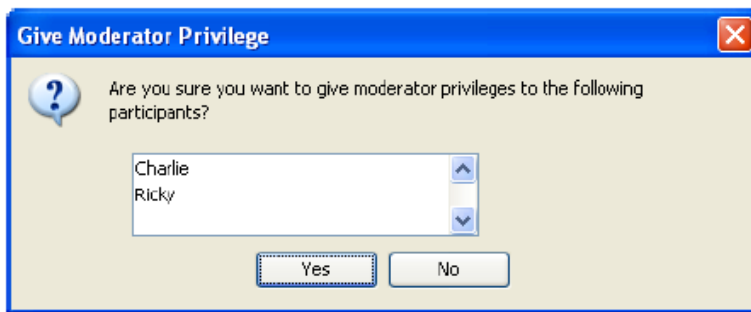 Give Moderator Privilege
Are you sure you want to give moderator privileges to the following
participants?
Charlie
Ricky
Yes No